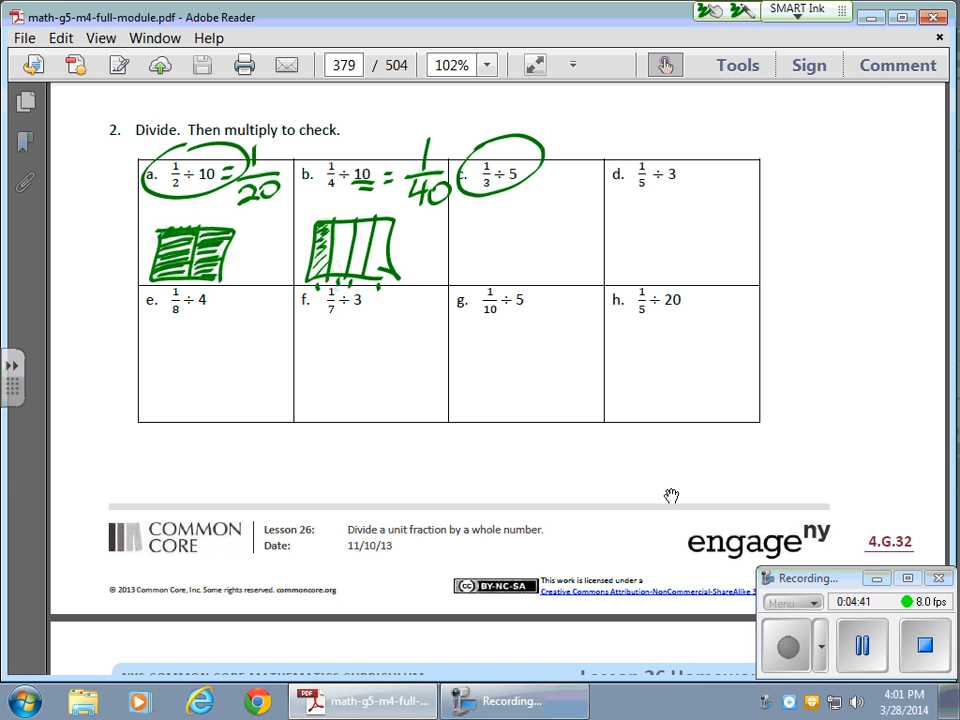 math-g5-m4-full-module.pdf - Adobe Reader
SMART Ink
File Edit View Window Help
379 / 504 102% Tools Sign Comment
2. Divide. Then multiply to check.
a. 1/2 ÷ 10 = 1/20
b. 1/4 ÷ 10 = 1/40
c. 1/3 ÷ 5
d. 1/5 ÷ 3
e. 1/8 ÷ 4
f. 1/7 ÷ 3
g. 1/10 ÷ 5
h. 1/5 ÷ 20
COMMON CORE
Lesson 26: Divide a unit fraction by a whole number.
Date: 11/10/13
engage ny
4.G.32
© 2013 Common Core, Inc. Some rights reserved. commoncore.org
cc BY-NC-SA
This work is licensed under a
Creative Commons Attribution-NonCommercial-ShareAlike 3
Recording...
Menu 0:04:41 8.0 fps
math-g5-m4-full-...
Recording...
4:01 PM
3/28/2014